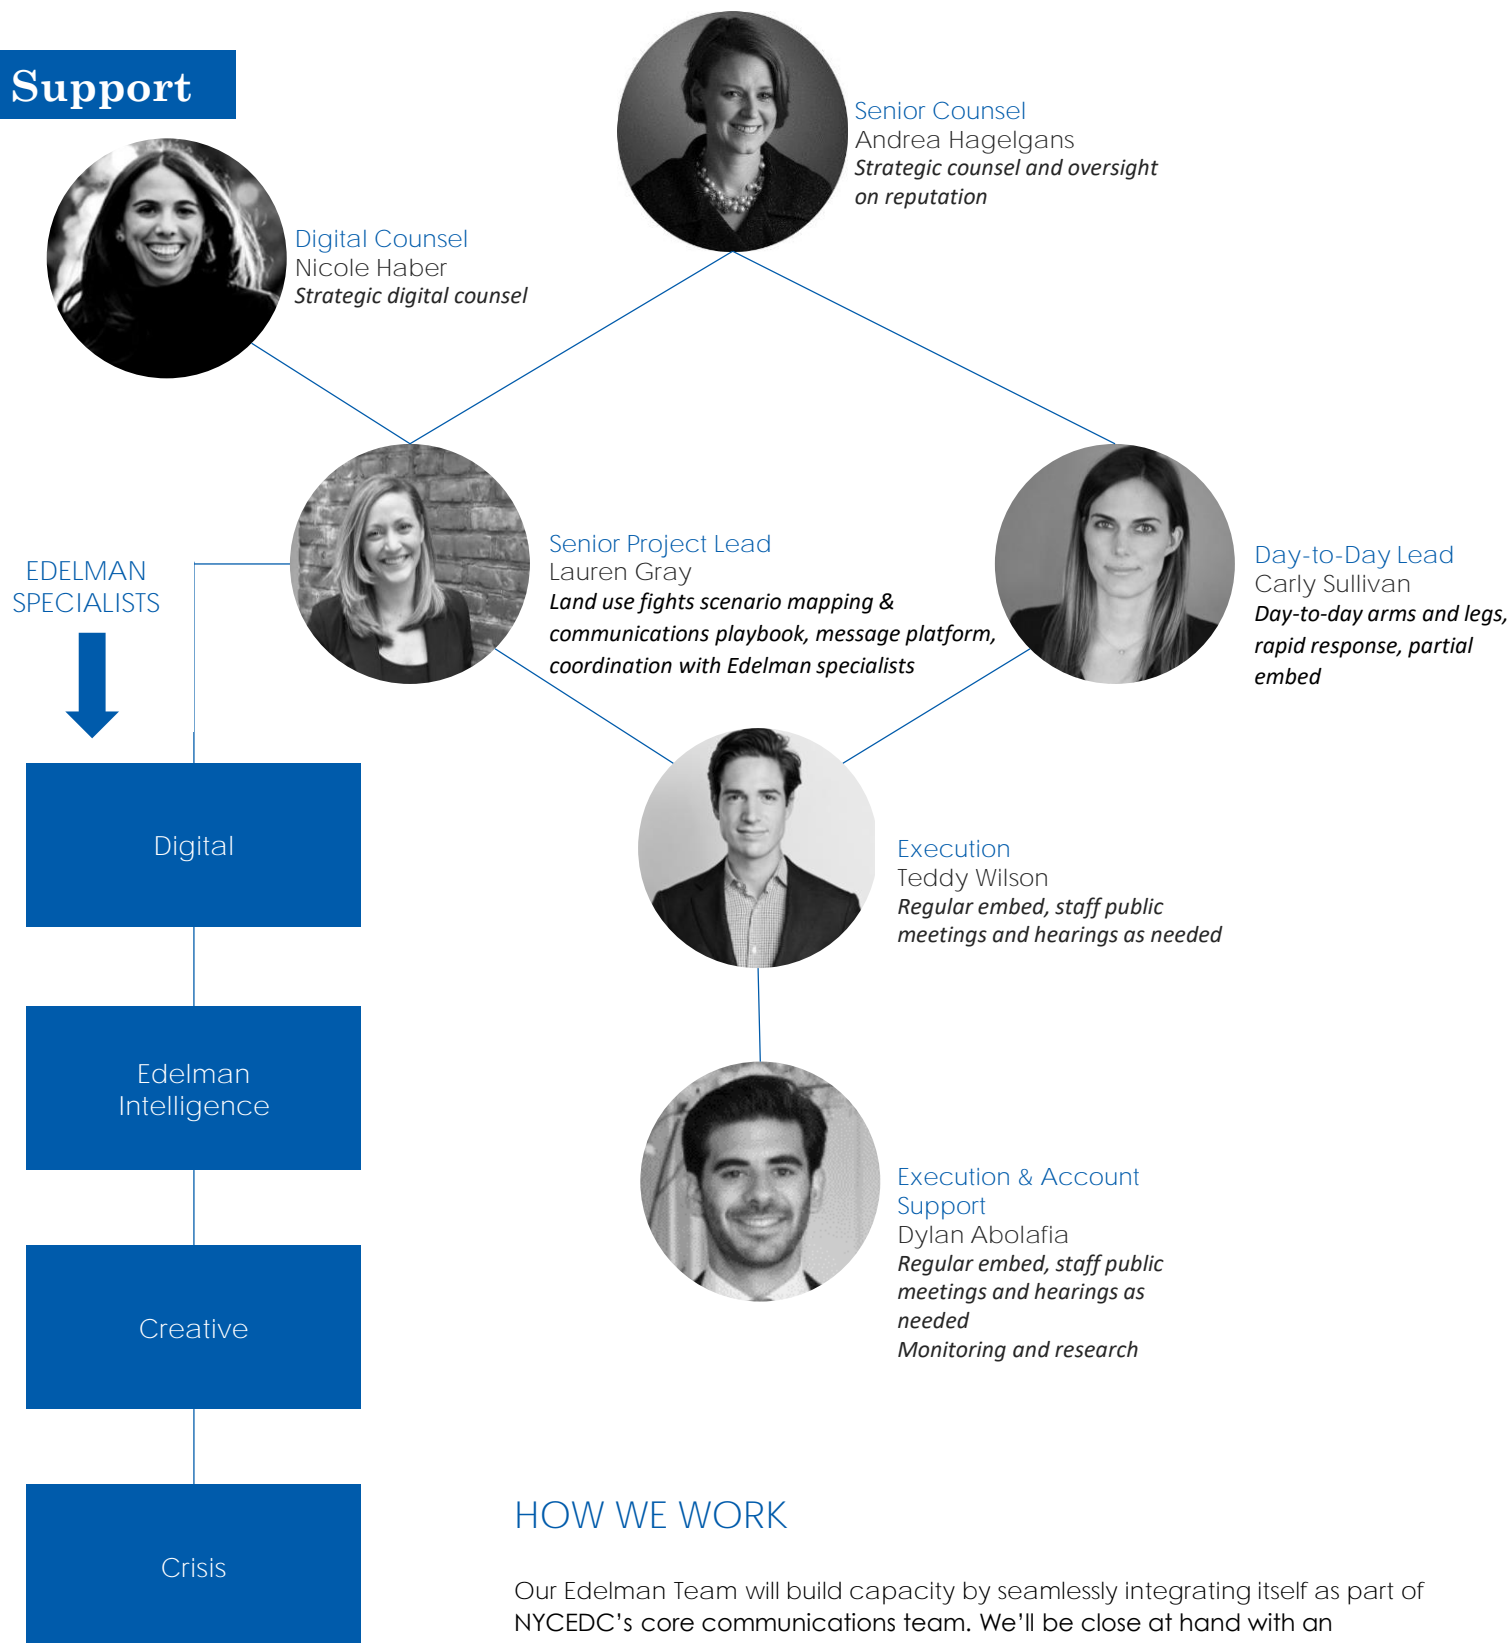 Support
Senior Counsel
Andrea Hagelgans
Strategic counsel and oversight
on reputation
Digital Counsel
Nicole Haber
Strategic digital counsel
Senior Project Lead
Lauren Gray
Land use fights scenario mapping &
communications playbook, message platform,
coordination with Edelman specialists
Day-to-Day Lead
Carly Sullivan
Day-to-day arms and legs,
rapid response, partial
embed
EDELMAN
SPECIALISTS
Digital
Execution
Teddy Wilson
Regular embed, staff public
meetings and hearings as needed
Edelman
Intelligence
Execution & Account
Support
Dylan Abolafia
Regular embed, staff public
meetings and hearings as
needed
Monitoring and research
Creative
Crisis
HOW WE WORK
Our Edelman Team will build capacity by seamlessly integrating itself as part of
NYCEDC’s core communications team. We’ll be close at hand with an